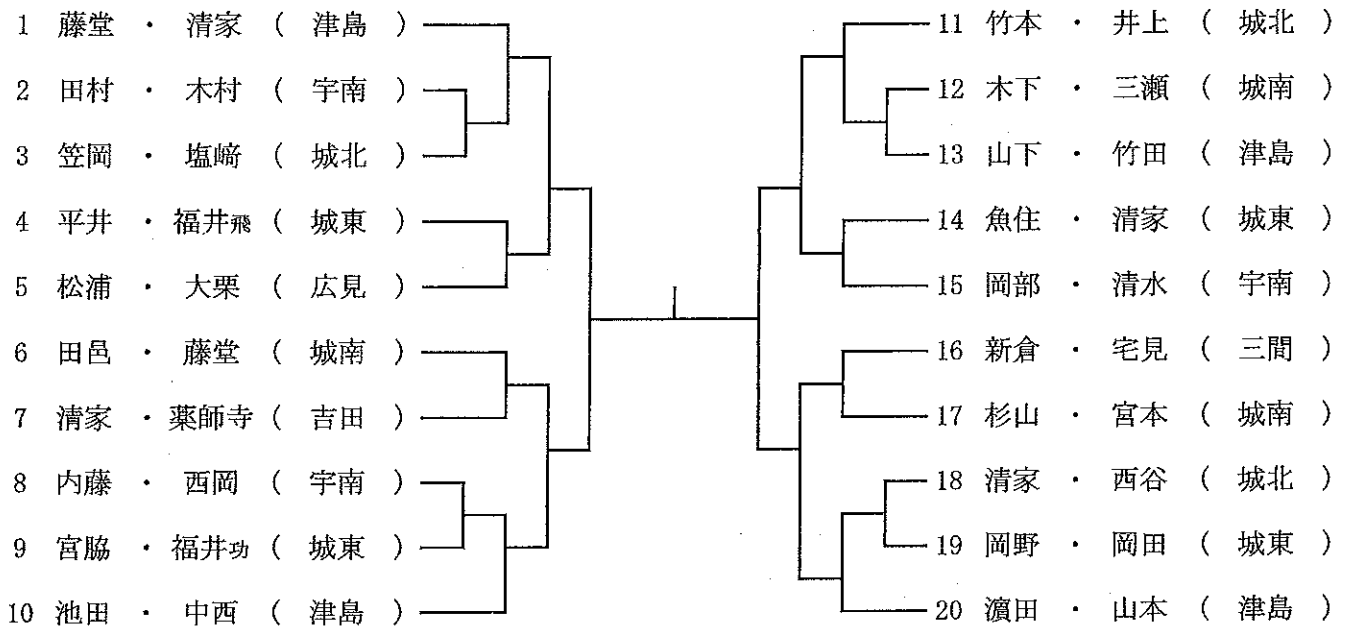 1 藤堂 ・ 清家 ( 津島 )
2 田村 ・ 木村 ( 宇南 )
3 笠岡 ・ 塩﨑 ( 城北 )
4 平井 ・ 福井飛 ( 城東 )
5 松浦 ・ 大栗 ( 広見 )
6 田邑 ・ 藤堂 ( 城南 )
7 清家 ・ 薬師寺 ( 吉田 )
8 内藤 ・ 西岡 ( 宇南 )
9 宮脇 ・ 福井功 ( 城東 )
10 池田 ・ 中西 ( 津島 )
11 竹本 ・ 井上 ( 城北 )
12 木下 ・ 三瀬 ( 城南 )
13 山下 ・ 竹田 ( 津島 )
14 魚住 ・ 清家 ( 城東 )
15 岡部 ・ 清水 ( 宇南 )
16 新倉 ・ 宅見 ( 三間 )
17 杉山 ・ 宮本 ( 城南 )
18 清家 ・ 西谷 ( 城北 )
19 岡野 ・ 岡田 ( 城東 )
20 濵田 ・ 山本 ( 津島 )